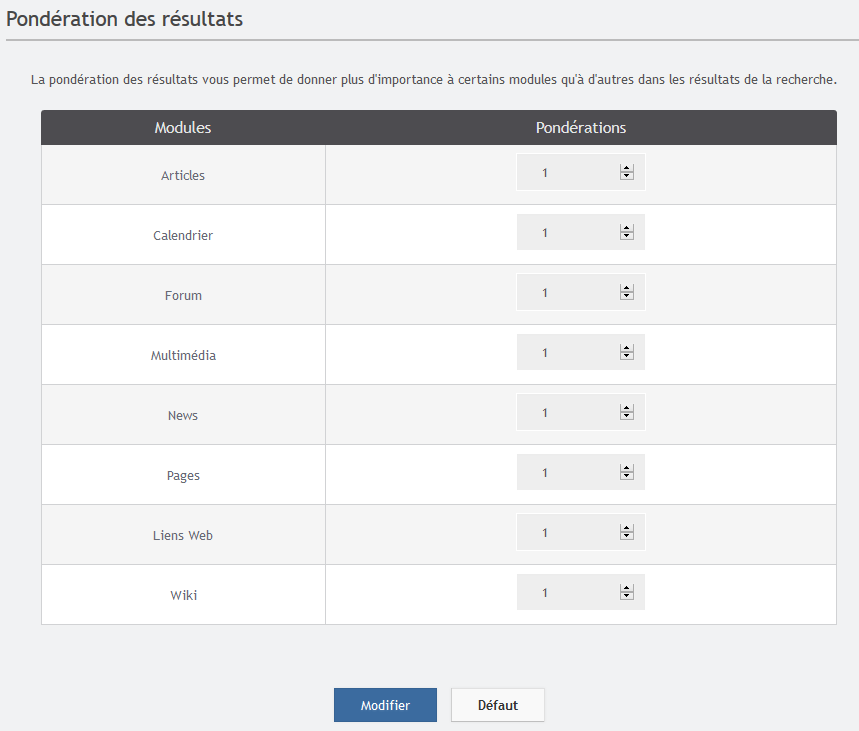 Pondération des résultats
La pondération des résultats vous permet de donner plus d'importance à certains modules qu'à d'autres dans les résultats de la recherche.
Modules Pondérations
Articles 1
Calendrier 1
Forum 1
Multimédia 1
News 1
Pages 1
Liens Web 1
Wiki 1
Modifier Défaut